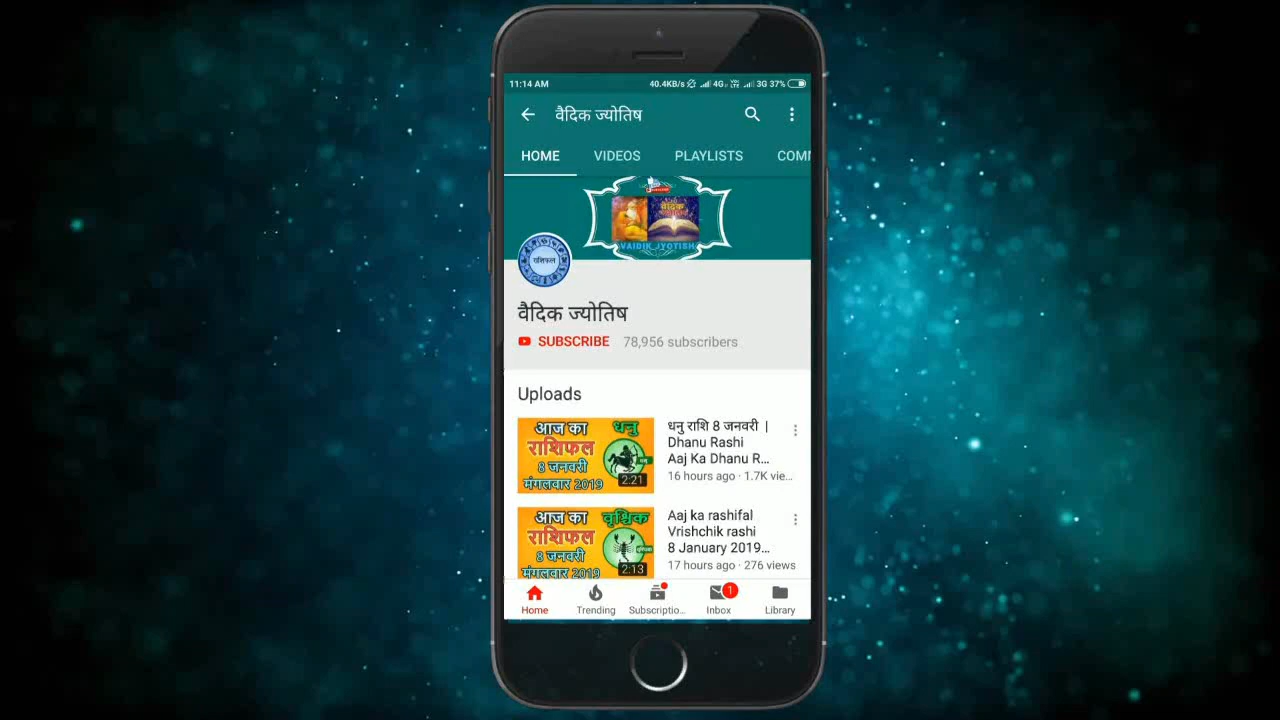 11:14 AM
40.4KB/s 4G 3G 37%
वैदिक ज्योतिष
HOME VIDEOS PLAYLISTS COMM
वैदिक
VAIDIK JYOTISH
राशिफल
वैदिक ज्योतिष
SUBSCRIBE 78,956 subscribers
Uploads
आज का धनु
राशिफल
8 जनवरी
मंगलवार 2019
2:21
धनु राशि 8 जनवरी |
Dhanu Rashi
Aaj Ka Dhanu R...
16 hours ago · 1.7K vie...
आज का वृश्चिक
राशिफल
8 जनवरी
मंगलवार 2019
2:13
Aaj ka rashifal
Vrishchik rashi
8 January 2019...
17 hours ago · 276 views
1
Home Trending Subscriptio... Inbox Library